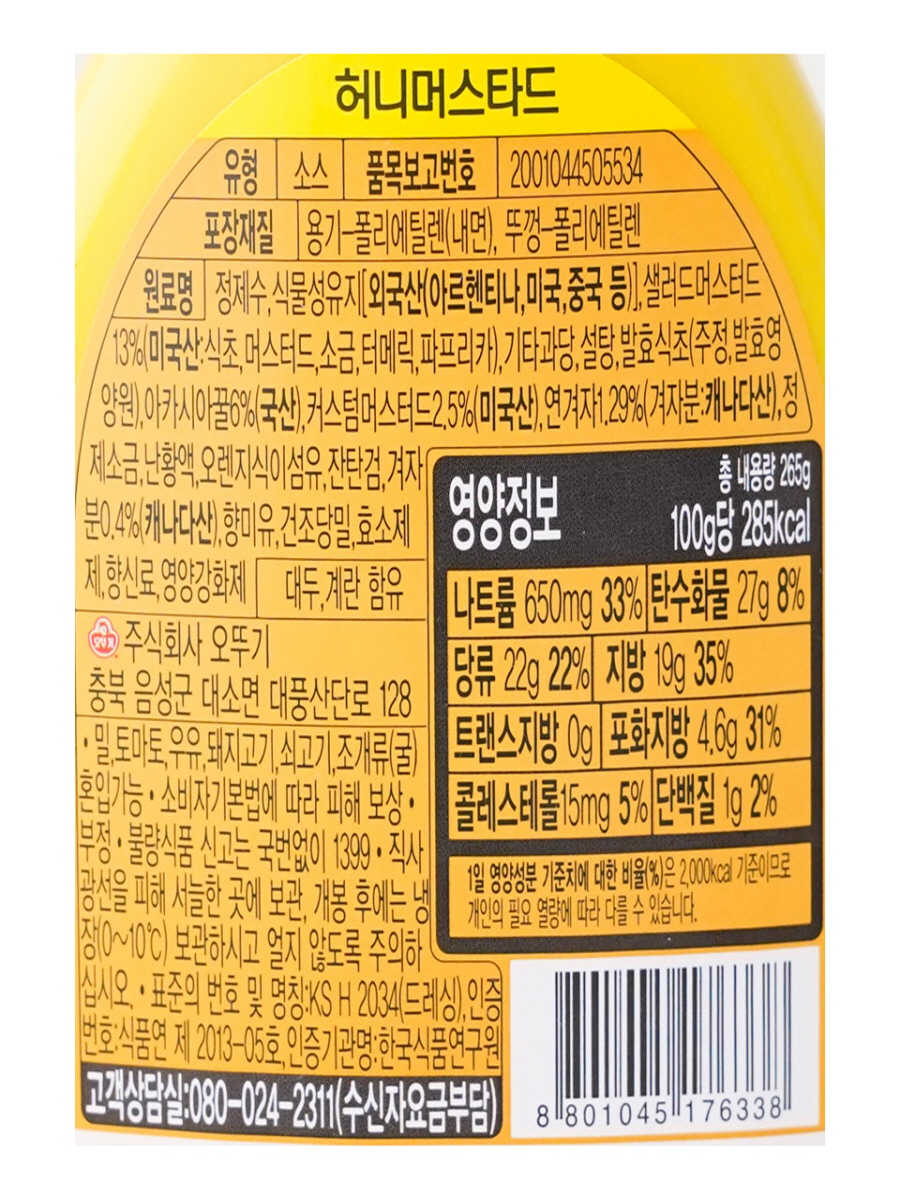 허니머스타드
유형 소스 품목보고번호 2001044505534
포장재질 용기-폴리에틸렌(내면), 뚜껑-폴리에틸렌
원료명 정제수,식물성유지[외국산(아르헨티나,미국,중국 등)],샐러드머스터드
13%(미국산:식초,머스터드,소금,터메릭,파프리카),기타과당,설탕,발효식초(주정,발효영
양원),아카시아꿀6%(국산),커스텀머스터드2.5%(미국산),연겨자1.29%(겨자분:캐나다산),정
제소금,난황액,오렌지식이섬유,잔탄검,겨자
분0.4%(캐나다산),향미유,건조당밀,효소제
제,향신료,영양강화제 대두,계란 함유
오뚜기 주식회사 오뚜기
충북 음성군 대소면 대풍산단로 128
• 밀,토마토,우유,돼지고기,쇠고기,조개류(굴)
혼입가능 • 소비자기본법에 따라 피해 보상 •
부정 • 불량식품 신고는 국번없이 1399 • 직사
광선을 피해 서늘한 곳에 보관, 개봉 후에는 냉
장(0~10℃) 보관하시고 얼지 않도록 주의하
십시오. • 표준의 번호 및 명칭:KS H 2034(드레싱),인증
번호:식품연 제 2013-05호,인증기관명:한국식품연구원
고객상담실:080-024-2311(수신자요금부담)
영양정보 총 내용량 265g
100g당 285kcal
나트륨 650mg 33% 탄수화물 27g 8%
당류 22g 22% 지방 19g 35%
트랜스지방 0g 포화지방 4.6g 31%
콜레스테롤15mg 5% 단백질 1g 2%
1일 영양성분 기준치에 대한 비율(%)은 2,000kcal 기준이므로
개인의 필요 열량에 따라 다를 수 있습니다.
8 801045 176338